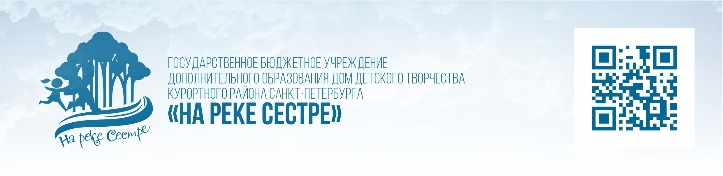 На реке Сестре
ГОСУДАРСТВЕННОЕ БЮДЖЕТНОЕ УЧРЕЖДЕНИЕ
ДОПОЛНИТЕЛЬНОГО ОБРАЗОВАНИЯ ДОМ ДЕТСКОГО ТВОРЧЕСТВА
КУРОРТНОГО РАЙОНА САНКТ-ПЕТЕРБУРГА
«НА РЕКЕ СЕСТРЕ»